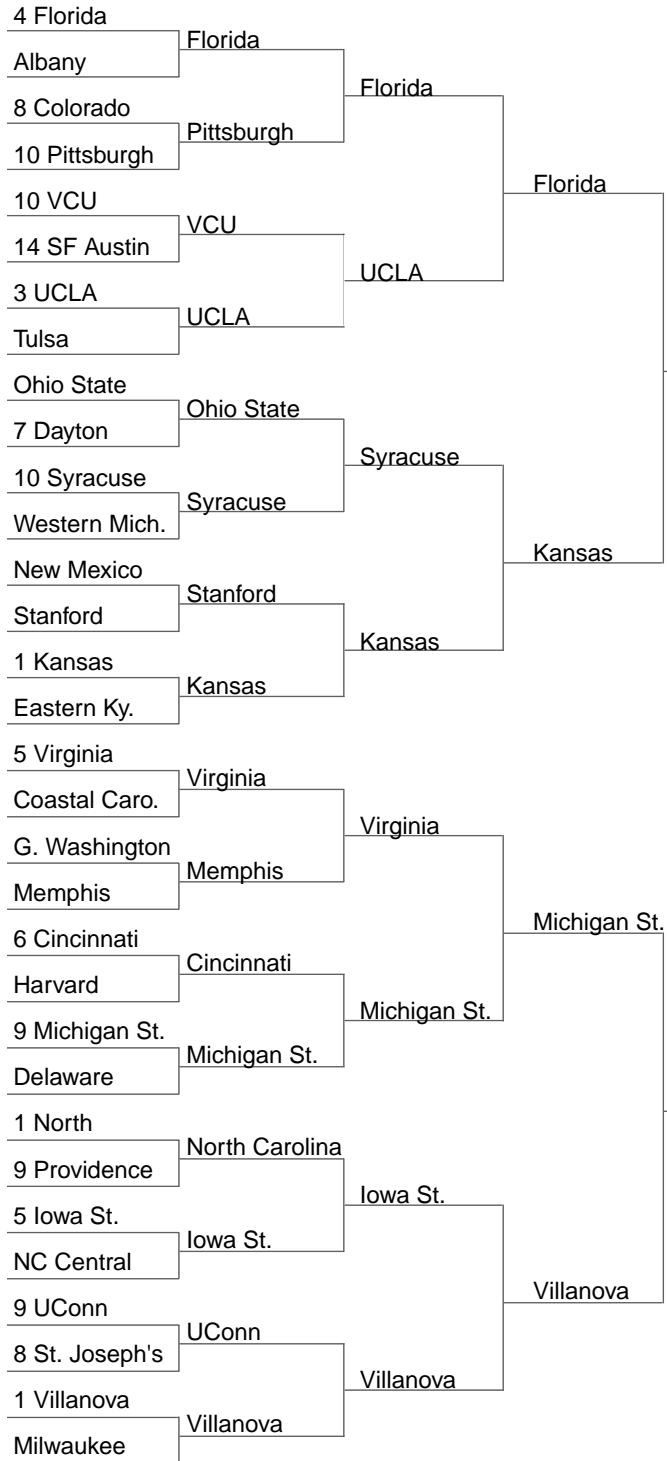 4 Florida
Albany
8 Colorado
10 Pittsburgh
10 VCU
14 SF Austin
3 UCLA
Tulsa
Ohio State
7 Dayton
10 Syracuse
Western Mich.
New Mexico
Stanford
1 Kansas
Eastern Ky.
5 Virginia
Coastal Caro.
G. Washington
Memphis
6 Cincinnati
Harvard
9 Michigan St.
Delaware
1 North
9 Providence
5 Iowa St.
NC Central
9 UConn
8 St. Joseph's
1 Villanova
Milwaukee
Florida
Pittsburgh
VCU
UCLA
Ohio State
Syracuse
Stanford
Kansas
Virginia
Memphis
Cincinnati
Michigan St.
North Carolina
Iowa St.
UConn
Villanova
Florida
UCLA
Syracuse
Kansas
Virginia
Michigan St.
Iowa St.
Villanova
Florida
Kansas
Michigan St.
Villanova